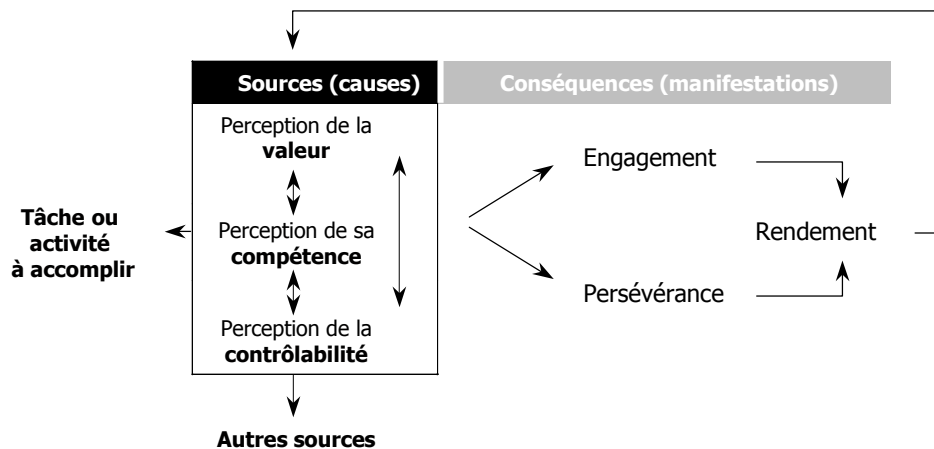 Sources (causes)
Conséquences (manifestations)
Perception de la
valeur
Engagement
Tâche ou
activité
à accomplir
Perception de sa
compétence
Rendement
Persévérance
Perception de la
contrôlabilité
Autres sources